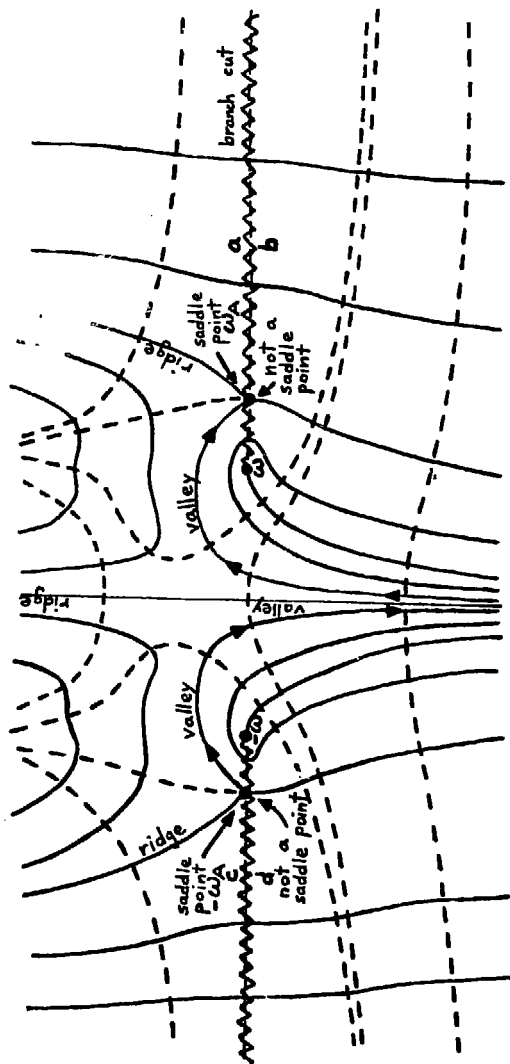 ridge
ridge
ridge
valley
valley
saddle
point
-ωA
saddle
point
ωA
branch cut
c
a
-ω
ω
d
b
not a
saddle point
valley
not a
saddle
point